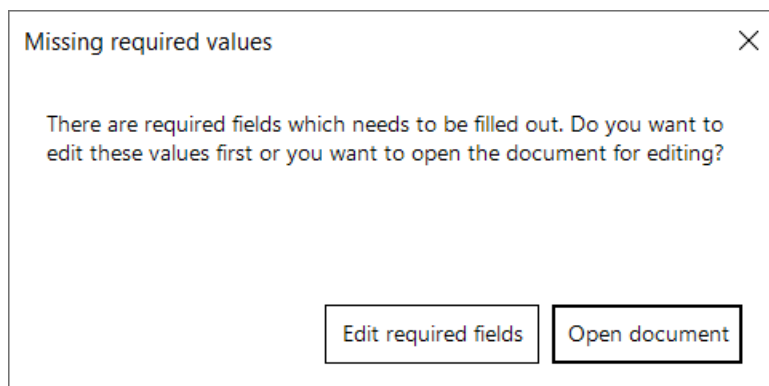 Missing required values
There are required fields which needs to be filled out. Do you want to
edit these values first or you want to open the document for editing?
Edit required fields
Open document